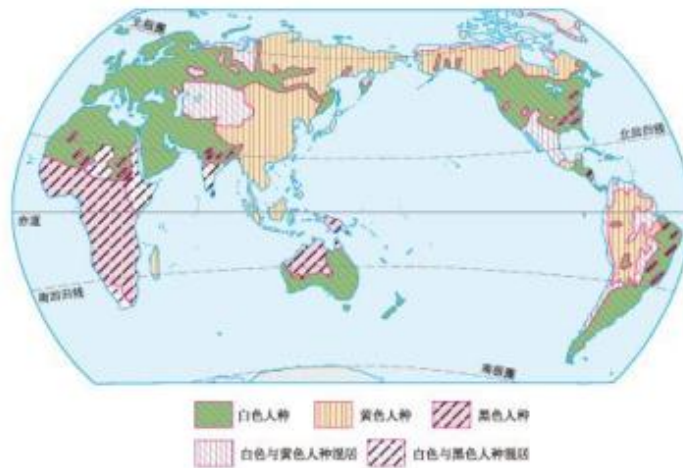 北极圈
北回归线
赤道
南回归线
南极圈
白色人种
黄色人种
黑色人种
白色与黄色人种混居
白色与黑色人种混居